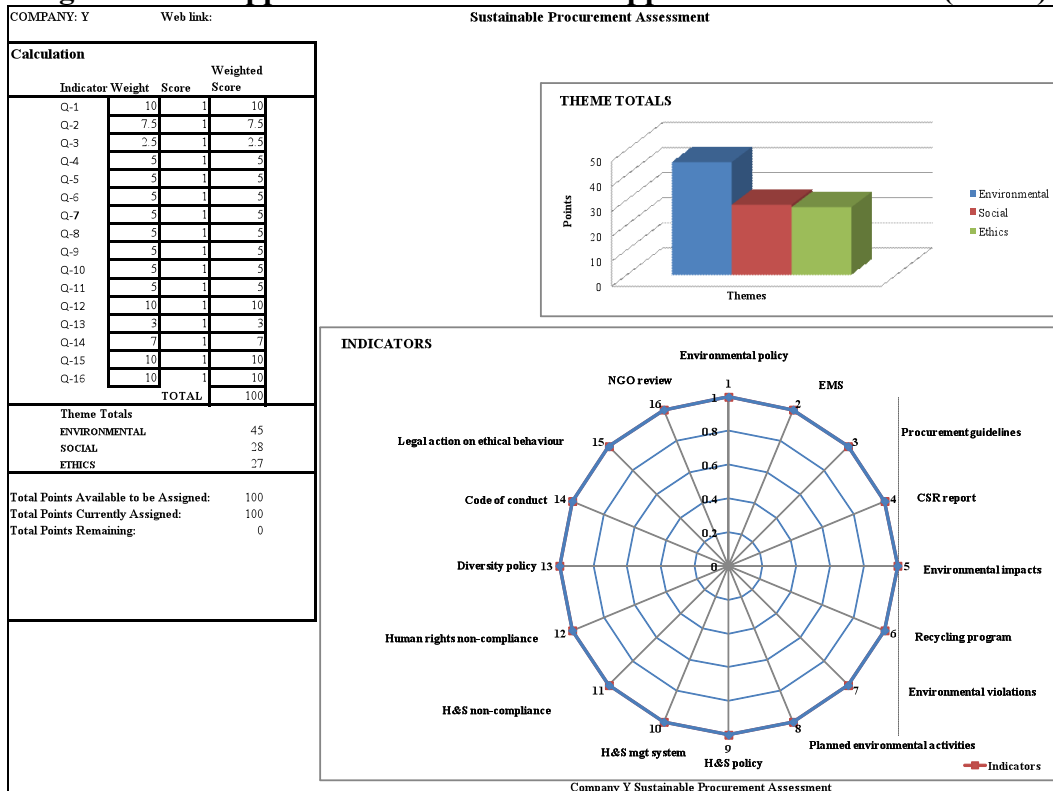 COMPANY: Y Web link: Sustainable Procurement Assessment
Calculation
Indicator Weight Score Weighted Score
Q-1 10 1 10
Q-2 7.5 1 7.5
Q-3 2.5 1 2.5
Q-4 5 1 5
Q-5 5 1 5
Q-6 5 1 5
Q-7 5 1 5
Q-8 5 1 5
Q-9 5 1 5
Q-10 5 1 5
Q-11 5 1 5
Q-12 10 1 10
Q-13 3 1 3
Q-14 7 1 7
Q-15 10 1 10
Q-16 10 1 10
TOTAL 100
Theme Totals
ENVIRONMENTAL 45
SOCIAL 28
ETHICS 27
Total Points Available to be Assigned: 100
Total Points Currently Assigned: 100
Total Points Remaining: 0
THEME TOTALS
Points
50
40
30
20
10
0
Themes
Environmental
Social
Ethics
INDICATORS
Environmental policy
EMS
Procurement guidelines
CSR report
Environmental impacts
Recycling program
Environmental violations
Planned environmental activities
H&S policy
H&S mgt system
H&S non-compliance
Human rights non-compliance
Diversity policy
Code of conduct
Legal action on ethical behaviour
NGO review
1
2
3
4
5
6
7
8
9
10
11
12
13
14
15
16
1
0.8
0.6
0.4
0.2
0
Indicators
Company Y Sustainable Procurement Assessment